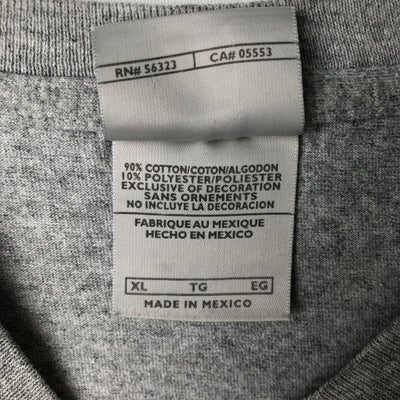 RN# 56323 CA# 05553
90% COTTON/COTON/ALGODON
10% POLYESTER/POLIESTER
EXCLUSIVE OF DECORATION
SANS ORNEMENTS
NO INCLUYE LA DECORACION
FABRIQUE AU MEXIQUE
HECHO EN MEXICO
XL TG EG
MADE IN MEXICO